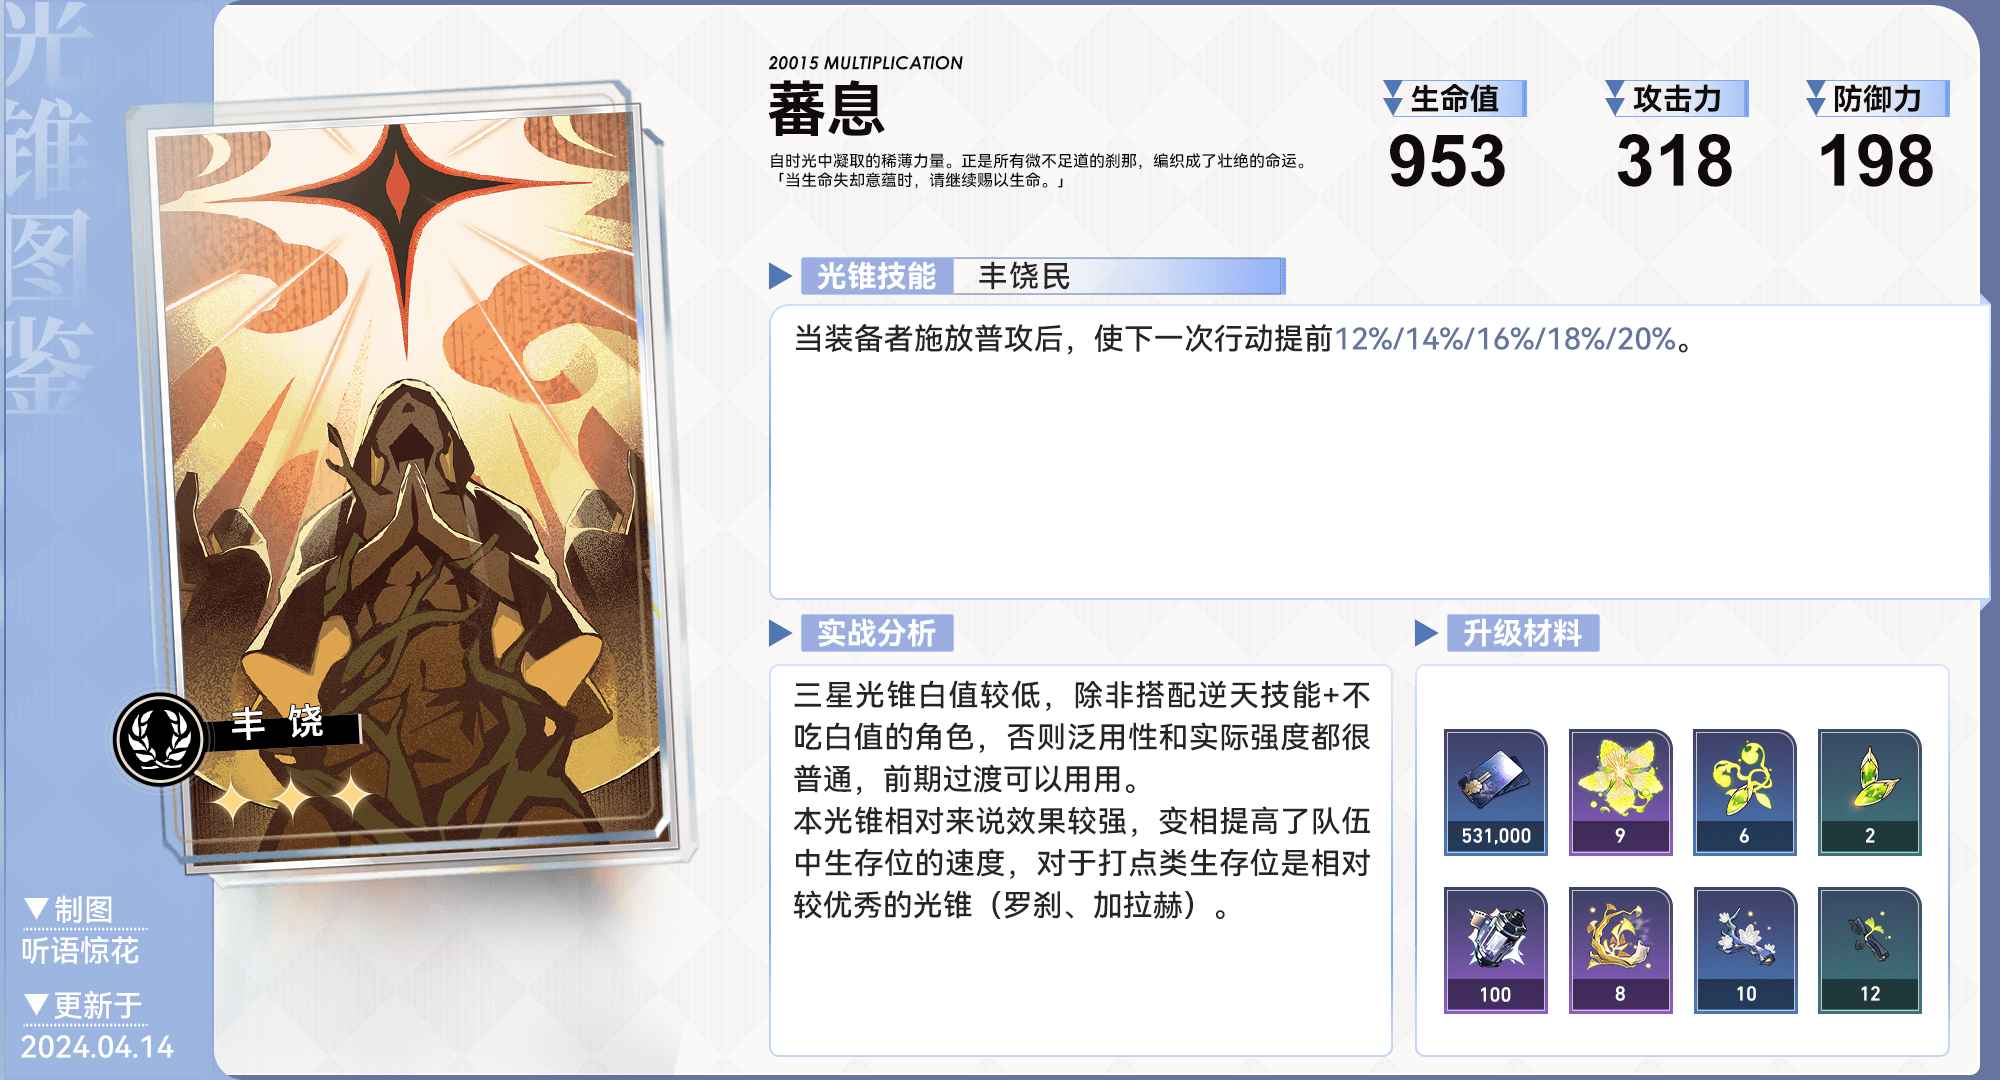 光锥图鉴
20015 MULTIPLICATION
蕃息
自时光中凝取的稀薄力量。正是所有微不足道的刹那，编织成了壮绝的命运。
「当生命失却意蕴时，请继续赐以生命。」
生命值
953
攻击力
318
防御力
198
光锥技能
丰饶民
当装备者施放普攻后，使下一次行动提前12%/14%/16%/18%/20%。
丰饶
实战分析
三星光锥白值较低，除非搭配逆天技能+不
吃白值的角色，否则泛用性和实际强度都很
普通，前期过渡可以用用。
本光锥相对来说效果较强，变相提高了队伍
中生存位的速度，对于打点类生存位是相对
较优秀的光锥（罗刹、加拉赫）。
升级材料
531,000
9
6
2
100
8
10
12
▼制图
听语惊花
▼更新于
2024.04.14